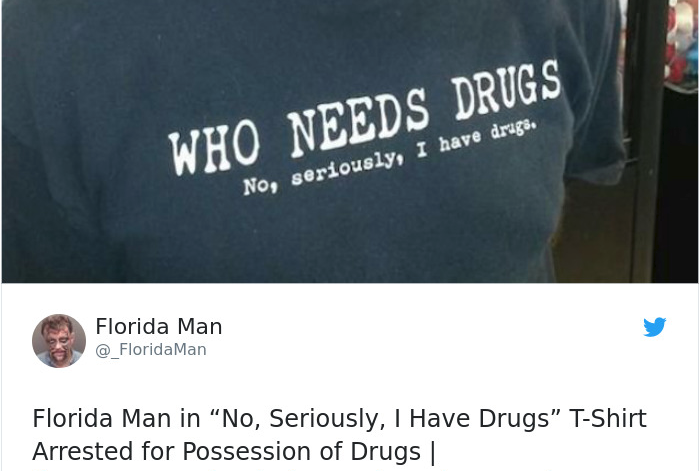 WHO NEEDS DRUGS
No, seriously, I have drugs.
Florida Man
@_FloridaMan
Florida Man in “No, Seriously, I Have Drugs” T-Shirt
Arrested for Possession of Drugs |